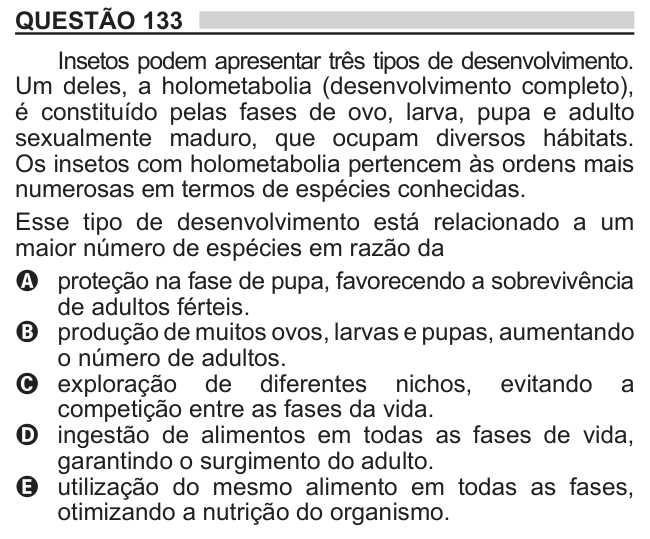 QUESTÃO 133
Insetos podem apresentar três tipos de desenvolvimento.
Um deles, a holometabolia (desenvolvimento completo),
é constituído pelas fases de ovo, larva, pupa e adulto
sexualmente maduro, que ocupam diversos hábitats.
Os insetos com holometabolia pertencem às ordens mais
numerosas em termos de espécies conhecidas.
Esse tipo de desenvolvimento está relacionado a um
maior número de espécies em razão da
A proteção na fase de pupa, favorecendo a sobrevivência
de adultos férteis.
B produção de muitos ovos, larvas e pupas, aumentando
o número de adultos.
C exploração de diferentes nichos, evitando a
competição entre as fases da vida.
D ingestão de alimentos em todas as fases de vida,
garantindo o surgimento do adulto.
E utilização do mesmo alimento em todas as fases,
otimizando a nutrição do organismo.